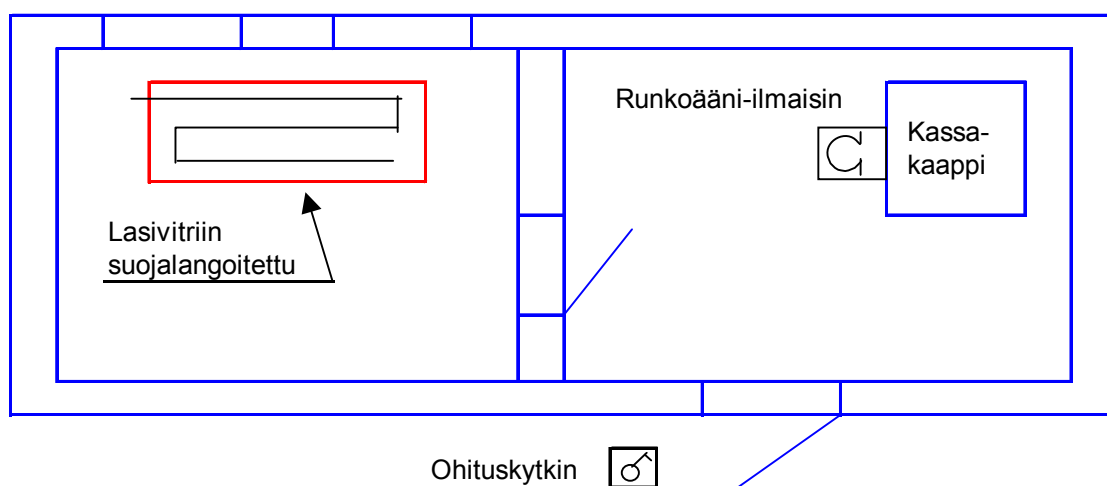 Runkoääni-ilmaisin
Kassa-
kaappi
Lasivitriin
suojalangoitettu
Ohituskytkin